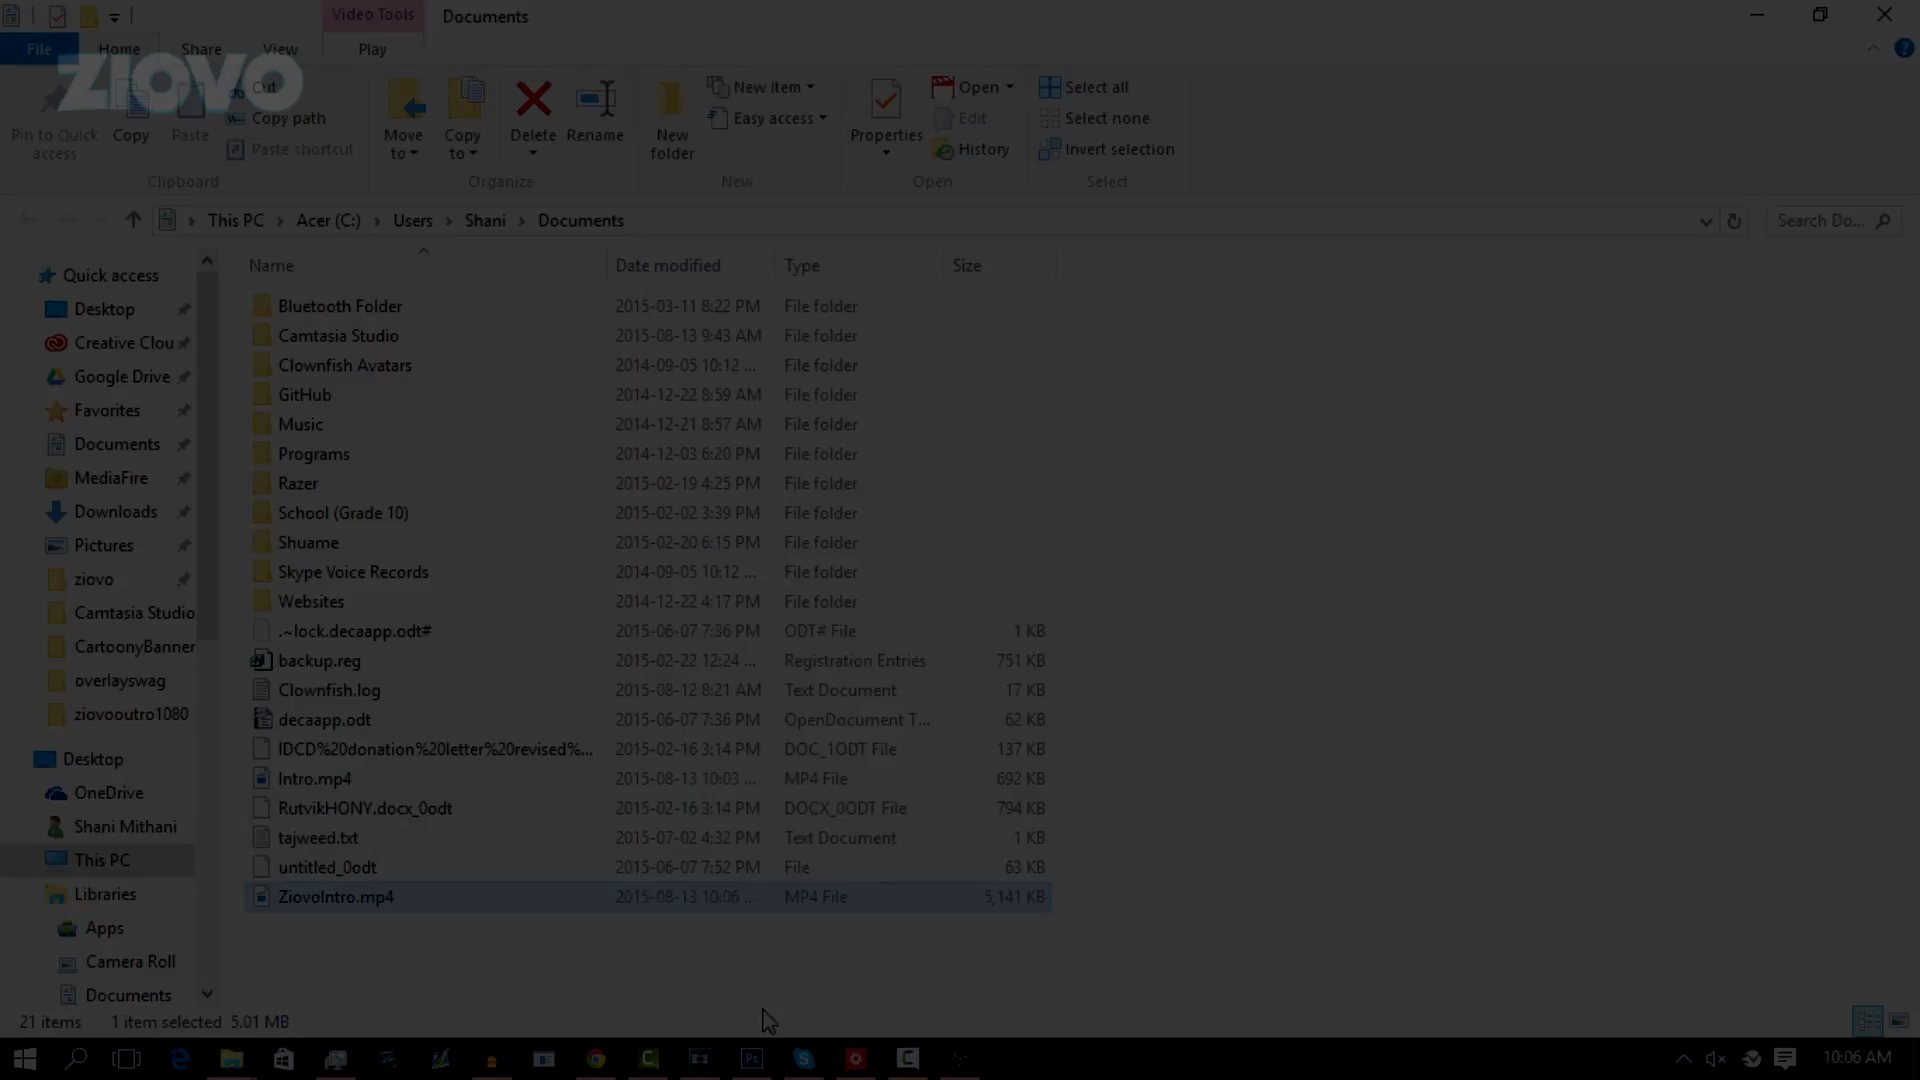 Video Tools
Documents
File
Home
Share
View
Play
ZIOVO
Pin to Quick access
Copy
Paste
Cut
Copy path
Paste shortcut
Move to
Copy to
Delete
Rename
New folder
New item
Easy access
Properties
Open
Edit
History
Select all
Select none
Invert selection
Clipboard
Organize
New
Open
Select
This PC > Acer (C:) > Users > Shani > Documents
Search Do...
Name Date modified Type Size
Quick access
Desktop
Creative Clou
Google Drive
Favorites
Documents
MediaFire
Downloads
Pictures
ziovo
Camtasia Studio
CartoonyBanner
overlayswag
ziovooutro1080
Desktop
OneDrive
Shani Mithani
This PC
Libraries
Apps
Camera Roll
Documents
Bluetooth Folder 2015-03-11 8:22 PM File folder
Camtasia Studio 2015-08-13 9:43 AM File folder
Clownfish Avatars 2014-09-05 10:12 ... File folder
GitHub 2014-12-22 8:59 AM File folder
Music 2014-12-21 8:57 AM File folder
Programs 2014-12-03 6:20 PM File folder
Razer 2015-02-19 4:25 PM File folder
School (Grade 10) 2015-02-02 3:39 PM File folder
Shuame 2015-02-20 6:15 PM File folder
Skype Voice Records 2014-09-05 10:12 ... File folder
Websites 2014-12-22 4:17 PM File folder
.~lock.decaapp.odt# 2015-06-07 7:36 PM ODT# File 1 KB
backup.reg 2015-02-22 12:24 ... Registration Entries 751 KB
Clownfish.log 2015-08-12 8:21 AM Text Document 17 KB
decaapp.odt 2015-06-07 7:36 PM OpenDocument T... 62 KB
IDCD%20donation%20letter%20revised%... 2015-02-16 3:14 PM DOC_1ODT File 137 KB
Intro.mp4 2015-08-13 10:03 ... MP4 File 692 KB
RutvikHONY.docx_0odt 2015-02-16 3:14 PM DOCX_0ODT File 794 KB
tajweed.txt 2015-07-02 4:32 PM Text Document 1 KB
untitled_0odt 2015-06-07 7:52 PM File 63 KB
ZiovoIntro.mp4 2015-08-13 10:06 ... MP4 File 5,141 KB
21 items 1 item selected 5.01 MB
Ps
10:06 AM